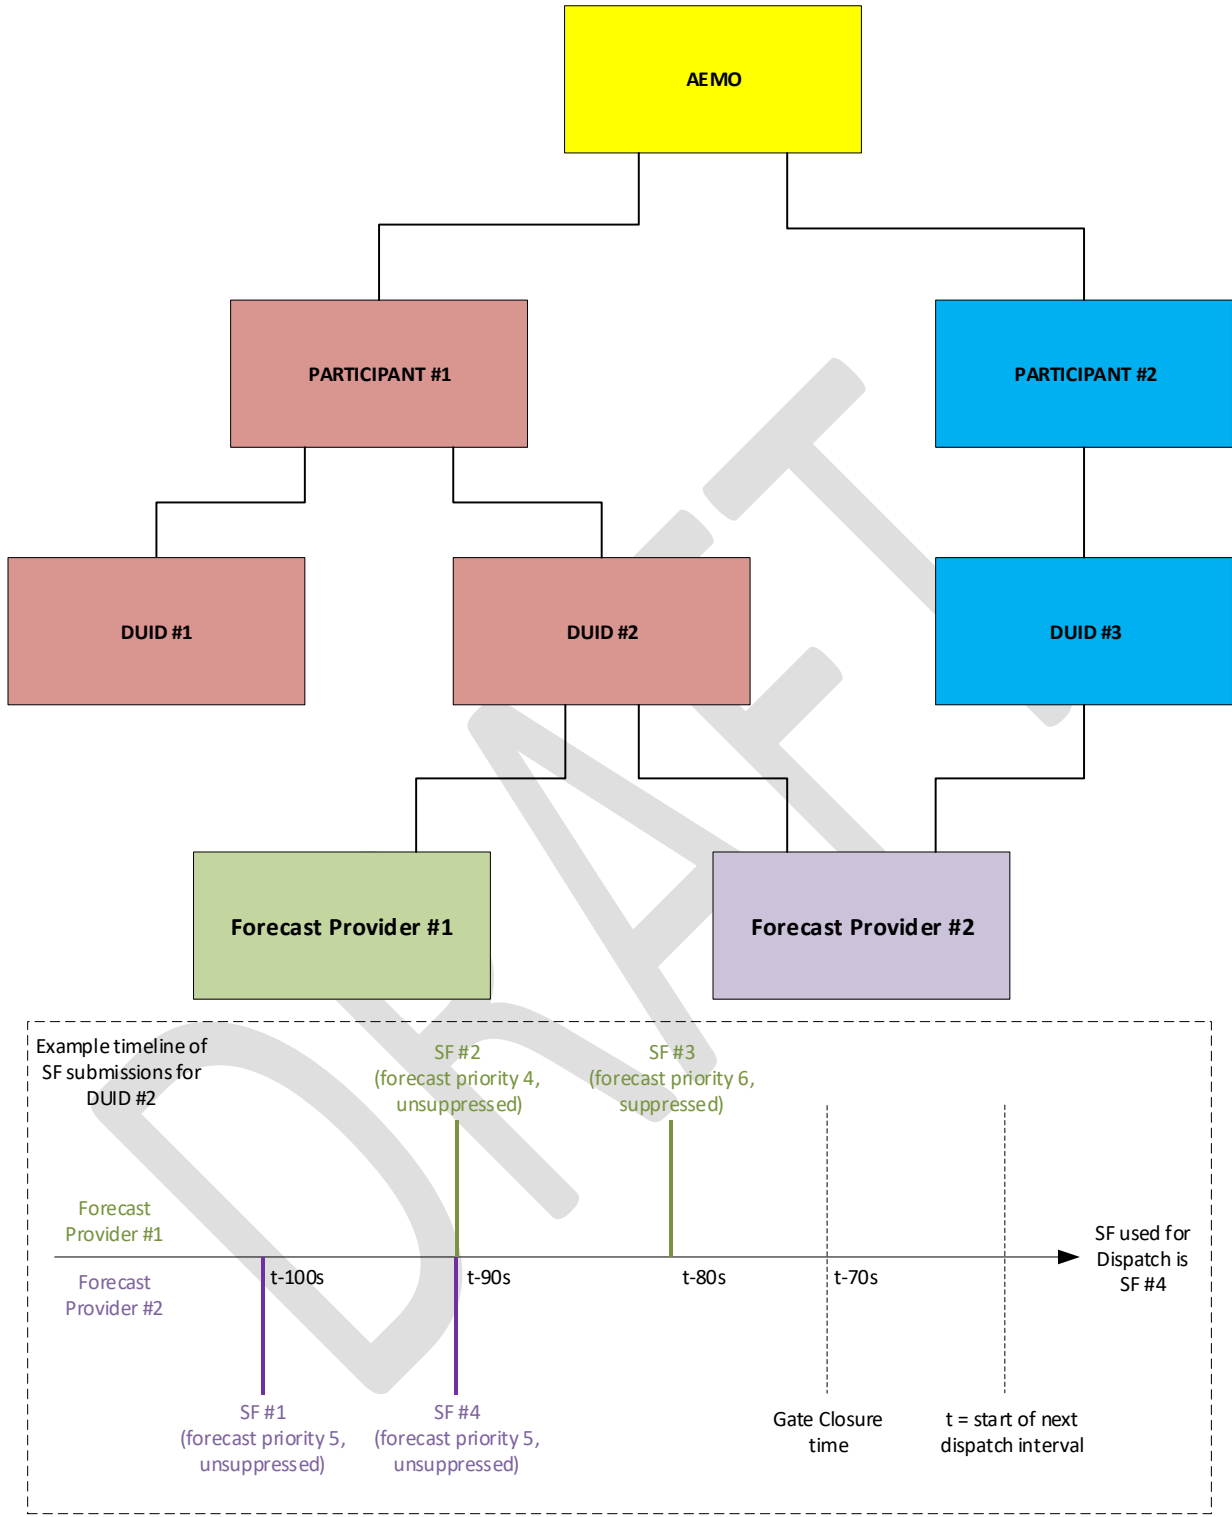 AEMO
PARTICIPANT #1
PARTICIPANT #2
DUID #1
DUID #2
DUID #3
Forecast Provider #1
Forecast Provider #2
DRAFT
Example timeline of
SF submissions for
DUID #2
SF #2
(forecast priority 4,
unsuppressed)
SF #3
(forecast priority 6,
suppressed)
Forecast
Provider #1
Forecast
Provider #2
t-100s
t-90s
t-80s
t-70s
SF used for
Dispatch is
SF #4
SF #1
(forecast priority 5,
unsuppressed)
SF #4
(forecast priority 5,
unsuppressed)
Gate Closure
time
t = start of next
dispatch interval